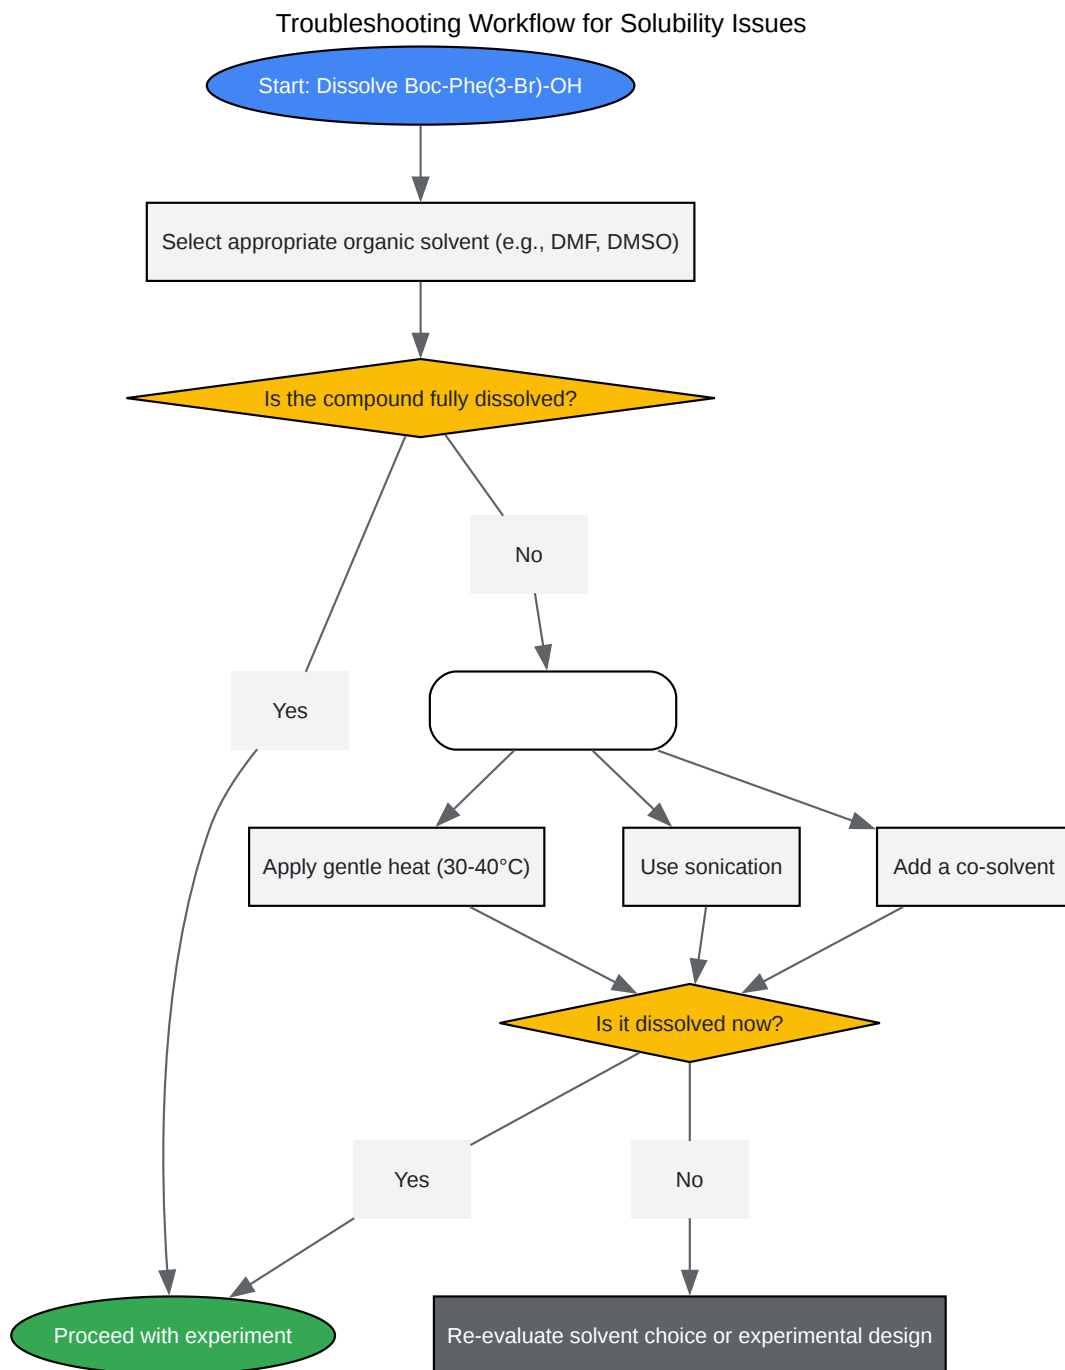 Troubleshooting Workflow for Solubility Issues
Start: Dissolve Boc-Phe(3-Br)-OH
Select appropriate organic solvent (e.g., DMF, DMSO)
Is the compound fully dissolved?
No
Yes
Apply gentle heat (30-40°C)
Use sonication
Add a co-solvent
Is it dissolved now?
Yes
No
Proceed with experiment
Re-evaluate solvent choice or experimental design